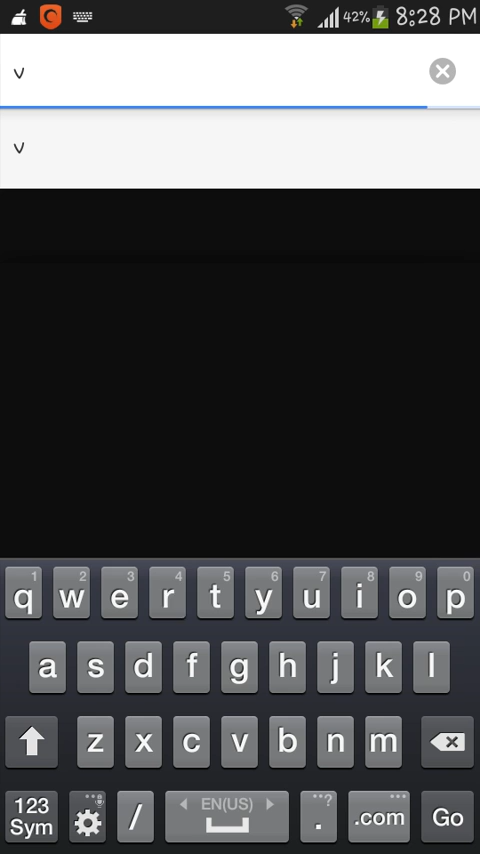 42% 8:28 PM
v
v
1 2 3 4 5 6 7 8 9 0
q w e r t y u i o p
a s d f g h j k l
z x c v b n m
123 Sym / EN(US) . ...? .com ... Go